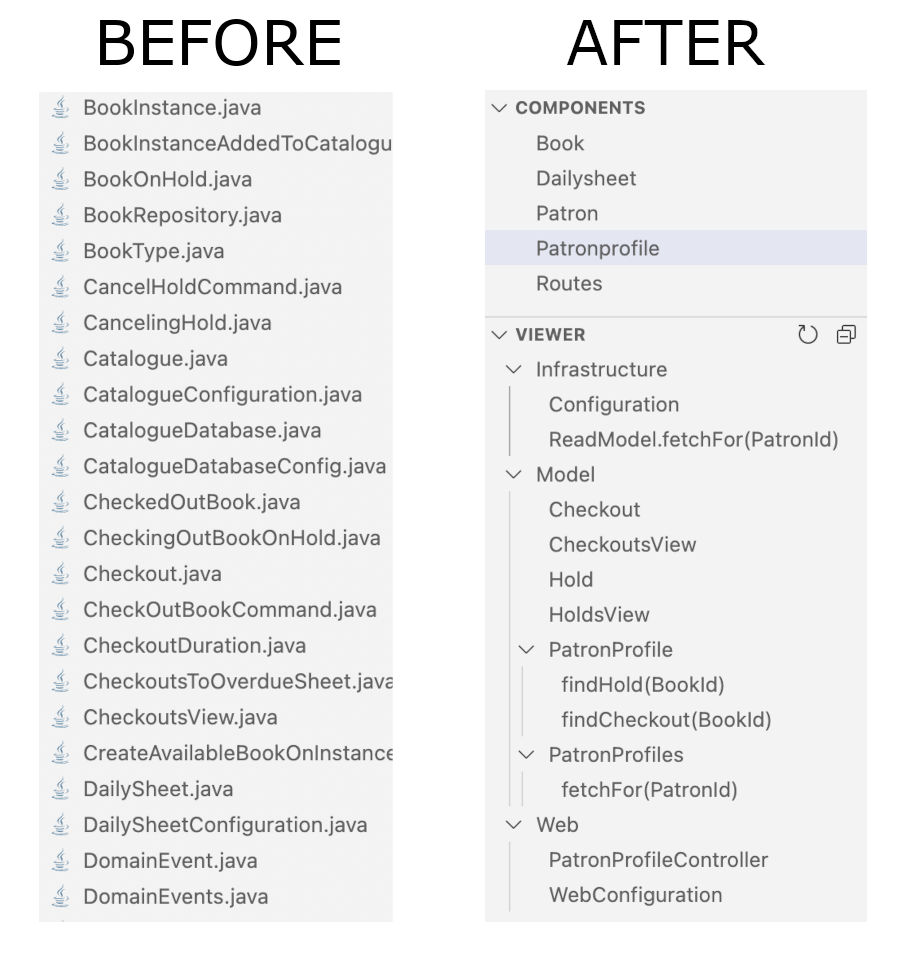 BEFORE
BookInstance.java
BookInstanceAddedToCatalogu
BookOnHold.java
BookRepository.java
BookType.java
CancelHoldCommand.java
CancelingHold.java
Catalogue.java
CatalogueConfiguration.java
CatalogueDatabase.java
CatalogueDatabaseConfig.java
CheckedOutBook.java
CheckingOutBookOnHold.java
Checkout.java
CheckOutBookCommand.java
CheckoutDuration.java
CheckoutsToOverdueSheet.java
CheckoutsView.java
CreateAvailableBookOnInstance
DailySheet.java
DailySheetConfiguration.java
DomainEvent.java
DomainEvents.java
AFTER
COMPONENTS
Book
Dailysheet
Patron
Patronprofile
Routes
VIEWER
Infrastructure
Configuration
ReadModel.fetchFor(PatronId)
Model
Checkout
CheckoutsView
Hold
HoldsView
PatronProfile
findHold(BookId)
findCheckout(BookId)
PatronProfiles
fetchFor(PatronId)
Web
PatronProfileController
WebConfiguration